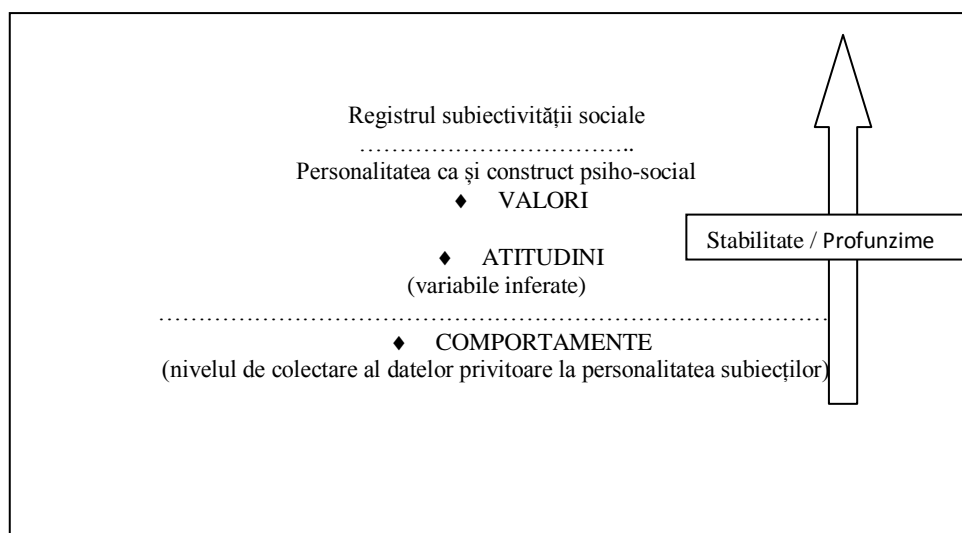 Registrul subiectivității sociale
……………………………..
Personalitatea ca și construct psiho-social
♦ VALORI
Stabilitate / Profunzime
♦ ATITUDINI
(variabile inferate)
…………………………………………………………………………
♦ COMPORTAMENTE
(nivelul de colectare al datelor privitoare la personalitatea subiecților)